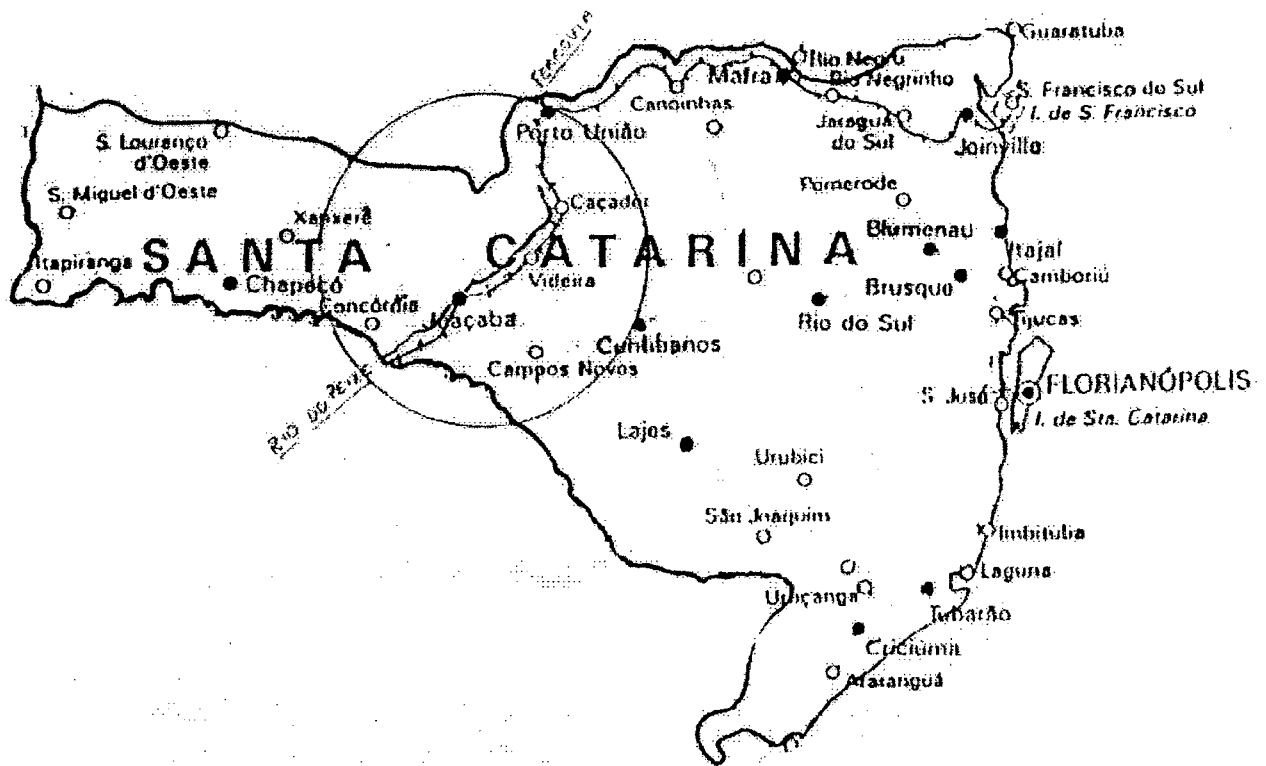 FERROVIA
Guaratuba
Rio Negro
Mafra
Rio Negrinho
Canoinhas
S. Francisco do Sul
I. de S. Francisco
Porto União
Jaraguá
do Sul
Joinville
S. Lourenço
d'Oeste
S. Miguel d'Oeste
Pomerode
Caçador
Xanxerê
Blumenau
SANTA CATARINA
Itajaí
Itapiranga
Chapecó
Videira
Camboriú
Brusque
Concórdia
Joaçaba
Rio do Sul
Tijucas
Curitibanos
Campos Novos
RIO DO PEIXE
S. José
FLORIANÓPOLIS
I. de Sta. Catarina
Lajes
Urubici
São Joaquim
Imbituba
Laguna
Urussanga
Tubarão
Criciúma
Araranguá